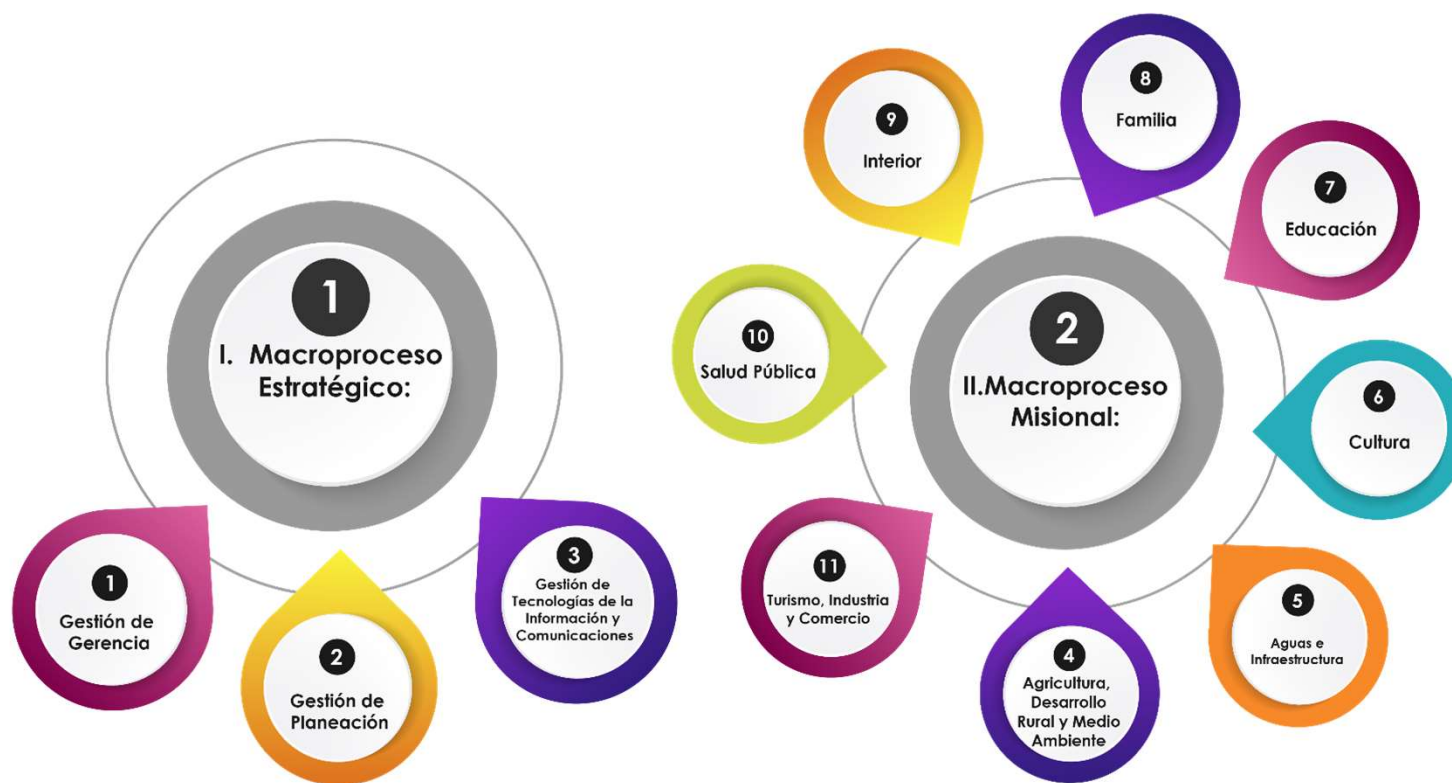 1
I. Macroproceso
Estratégico:
1
Gestión de
Gerencia
2
Gestión de
Planeación
3
Gestión de
Tecnologías de la
Información y
Comunicaciones
2
II.Macroproceso
Misional:
4
Agricultura,
Desarrollo
Rural y Medio
Ambiente
5
Aguas e
Infraestructura
6
Cultura
7
Educación
8
Familia
9
Interior
10
Salud Pública
11
Turismo, Industria
y Comercio